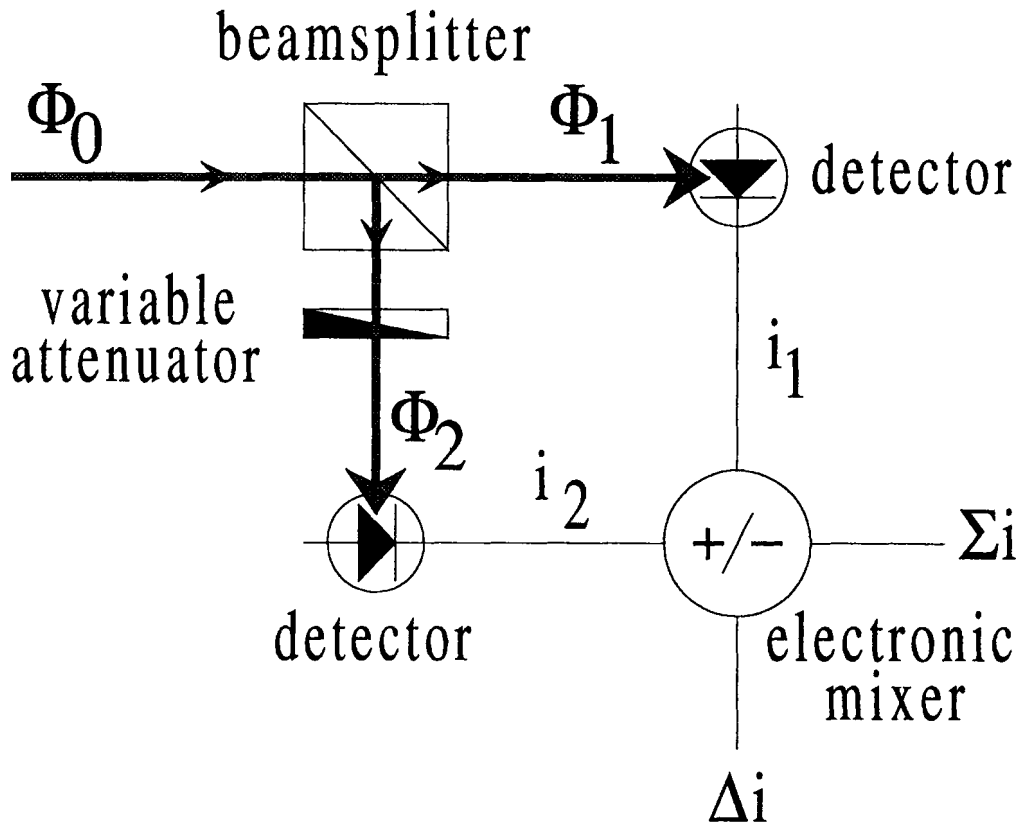 beamsplitter
Φ0
Φ1
detector
variable
attenuator
i1
Φ2
i2
+/−
Σi
detector
electronic
mixer
Δi